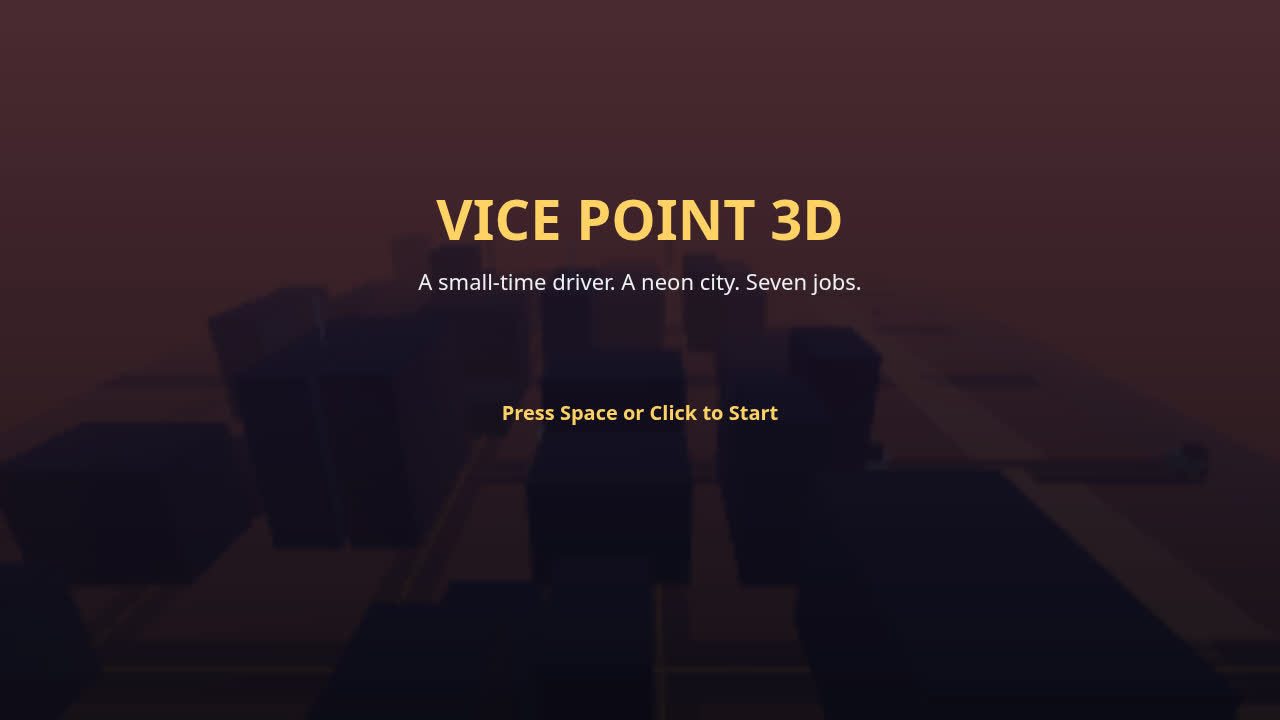 VICE POINT 3D
A small-time driver. A neon city. Seven jobs.
Press Space or Click to Start